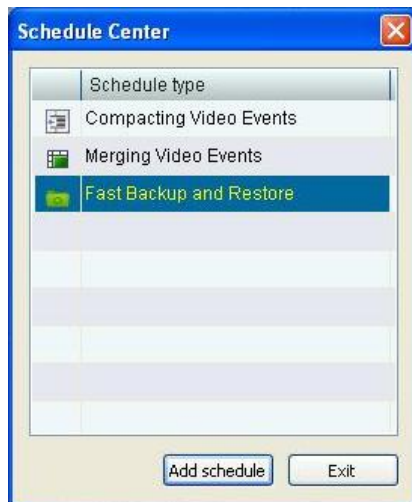 Schedule Center
Schedule type
Compacting Video Events
Merging Video Events
Fast Backup and Restore
Add schedule
Exit